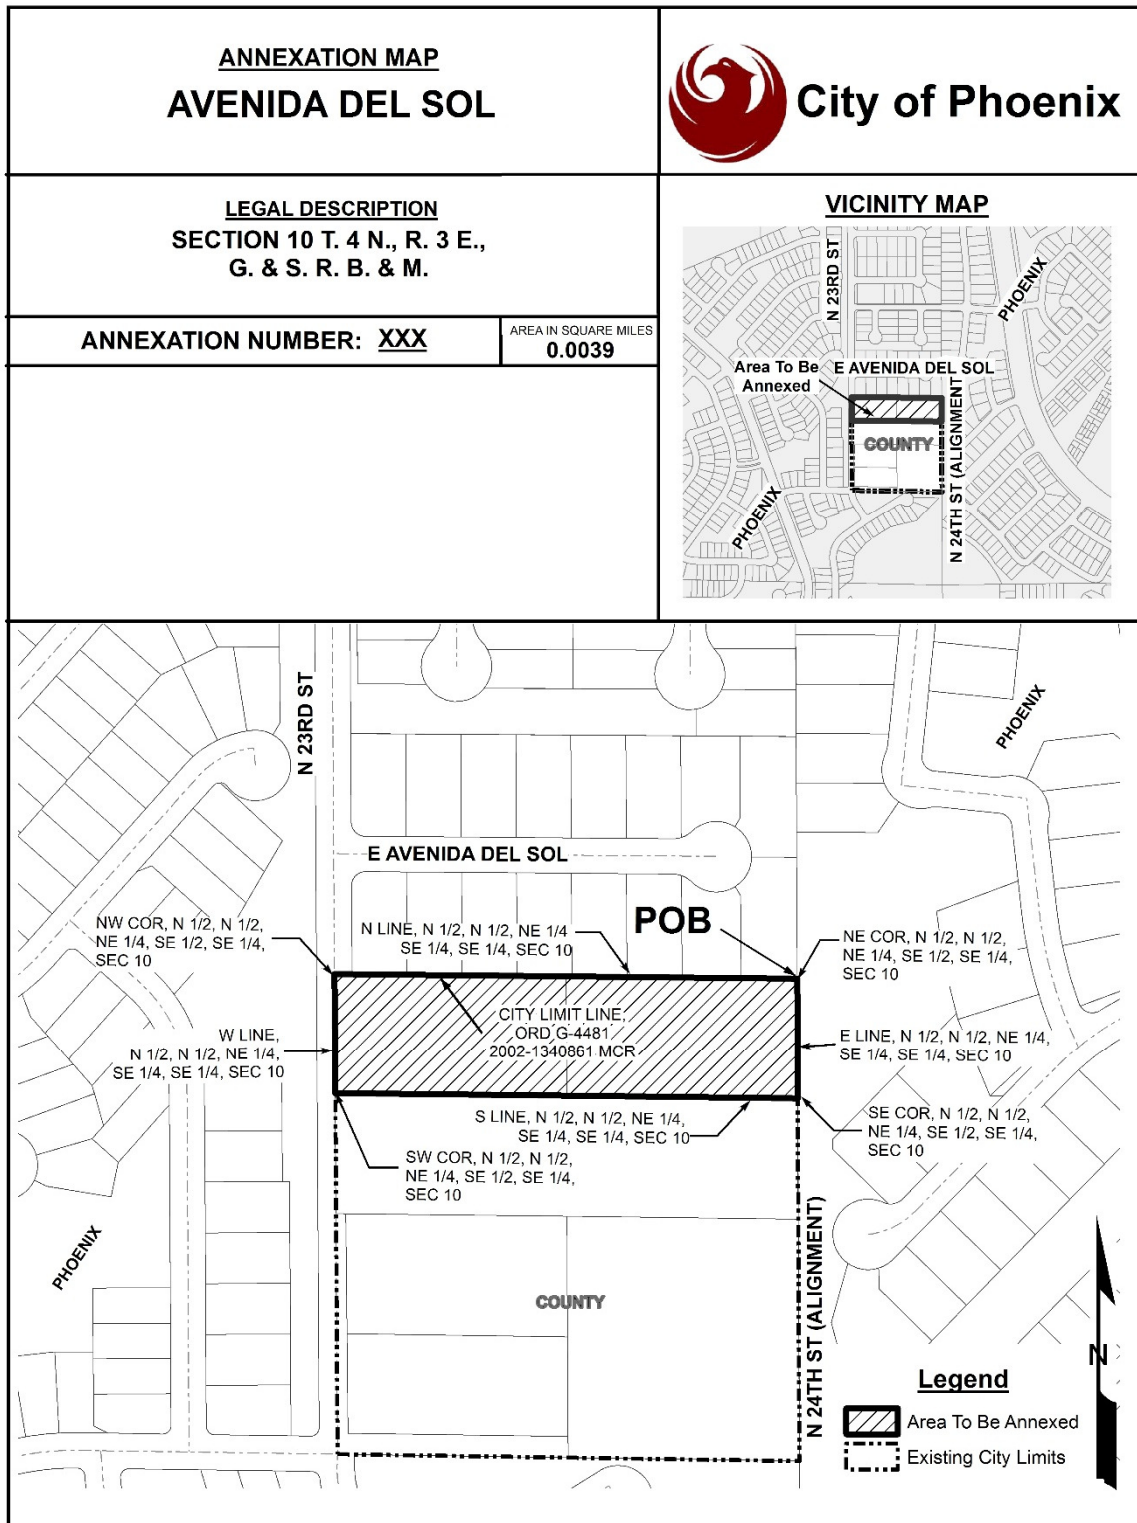 ANNEXATION MAP
AVENIDA DEL SOL
City of Phoenix
LEGAL DESCRIPTION
SECTION 10 T. 4 N., R. 3 E.,
G. & S. R. B. & M.
ANNEXATION NUMBER: XXX
AREA IN SQUARE MILES
0.0039
VICINITY MAP
N 23RD ST
PHOENIX
Area To Be
Annexed
E AVENIDA DEL SOL
COUNTY
N 24TH ST (ALIGNMENT)
PHOENIX
N 23RD ST
PHOENIX
E AVENIDA DEL SOL
NW COR, N 1/2, N 1/2,
NE 1/4, SE 1/2, SE 1/4,
SEC 10
N LINE, N 1/2, N 1/2, NE 1/4
SE 1/4, SE 1/4, SEC 10
POB
NE COR, N 1/2, N 1/2,
NE 1/4, SE 1/2, SE 1/4,
SEC 10
CITY LIMIT LINE,
ORD G-4481
2002-1340861 MCR
W LINE,
N 1/2, N 1/2, NE 1/4,
SE 1/4, SE 1/4, SEC 10
E LINE, N 1/2, N 1/2, NE 1/4,
SE 1/4, SE 1/4, SEC 10
S LINE, N 1/2, N 1/2, NE 1/4,
SE 1/4, SE 1/4, SEC 10
SE COR, N 1/2, N 1/2,
NE 1/4, SE 1/2, SE 1/4,
SEC 10
SW COR, N 1/2, N 1/2,
NE 1/4, SE 1/2, SE 1/4,
SEC 10
PHOENIX
COUNTY
N 24TH ST (ALIGNMENT)
N
Legend
Area To Be Annexed
Existing City Limits